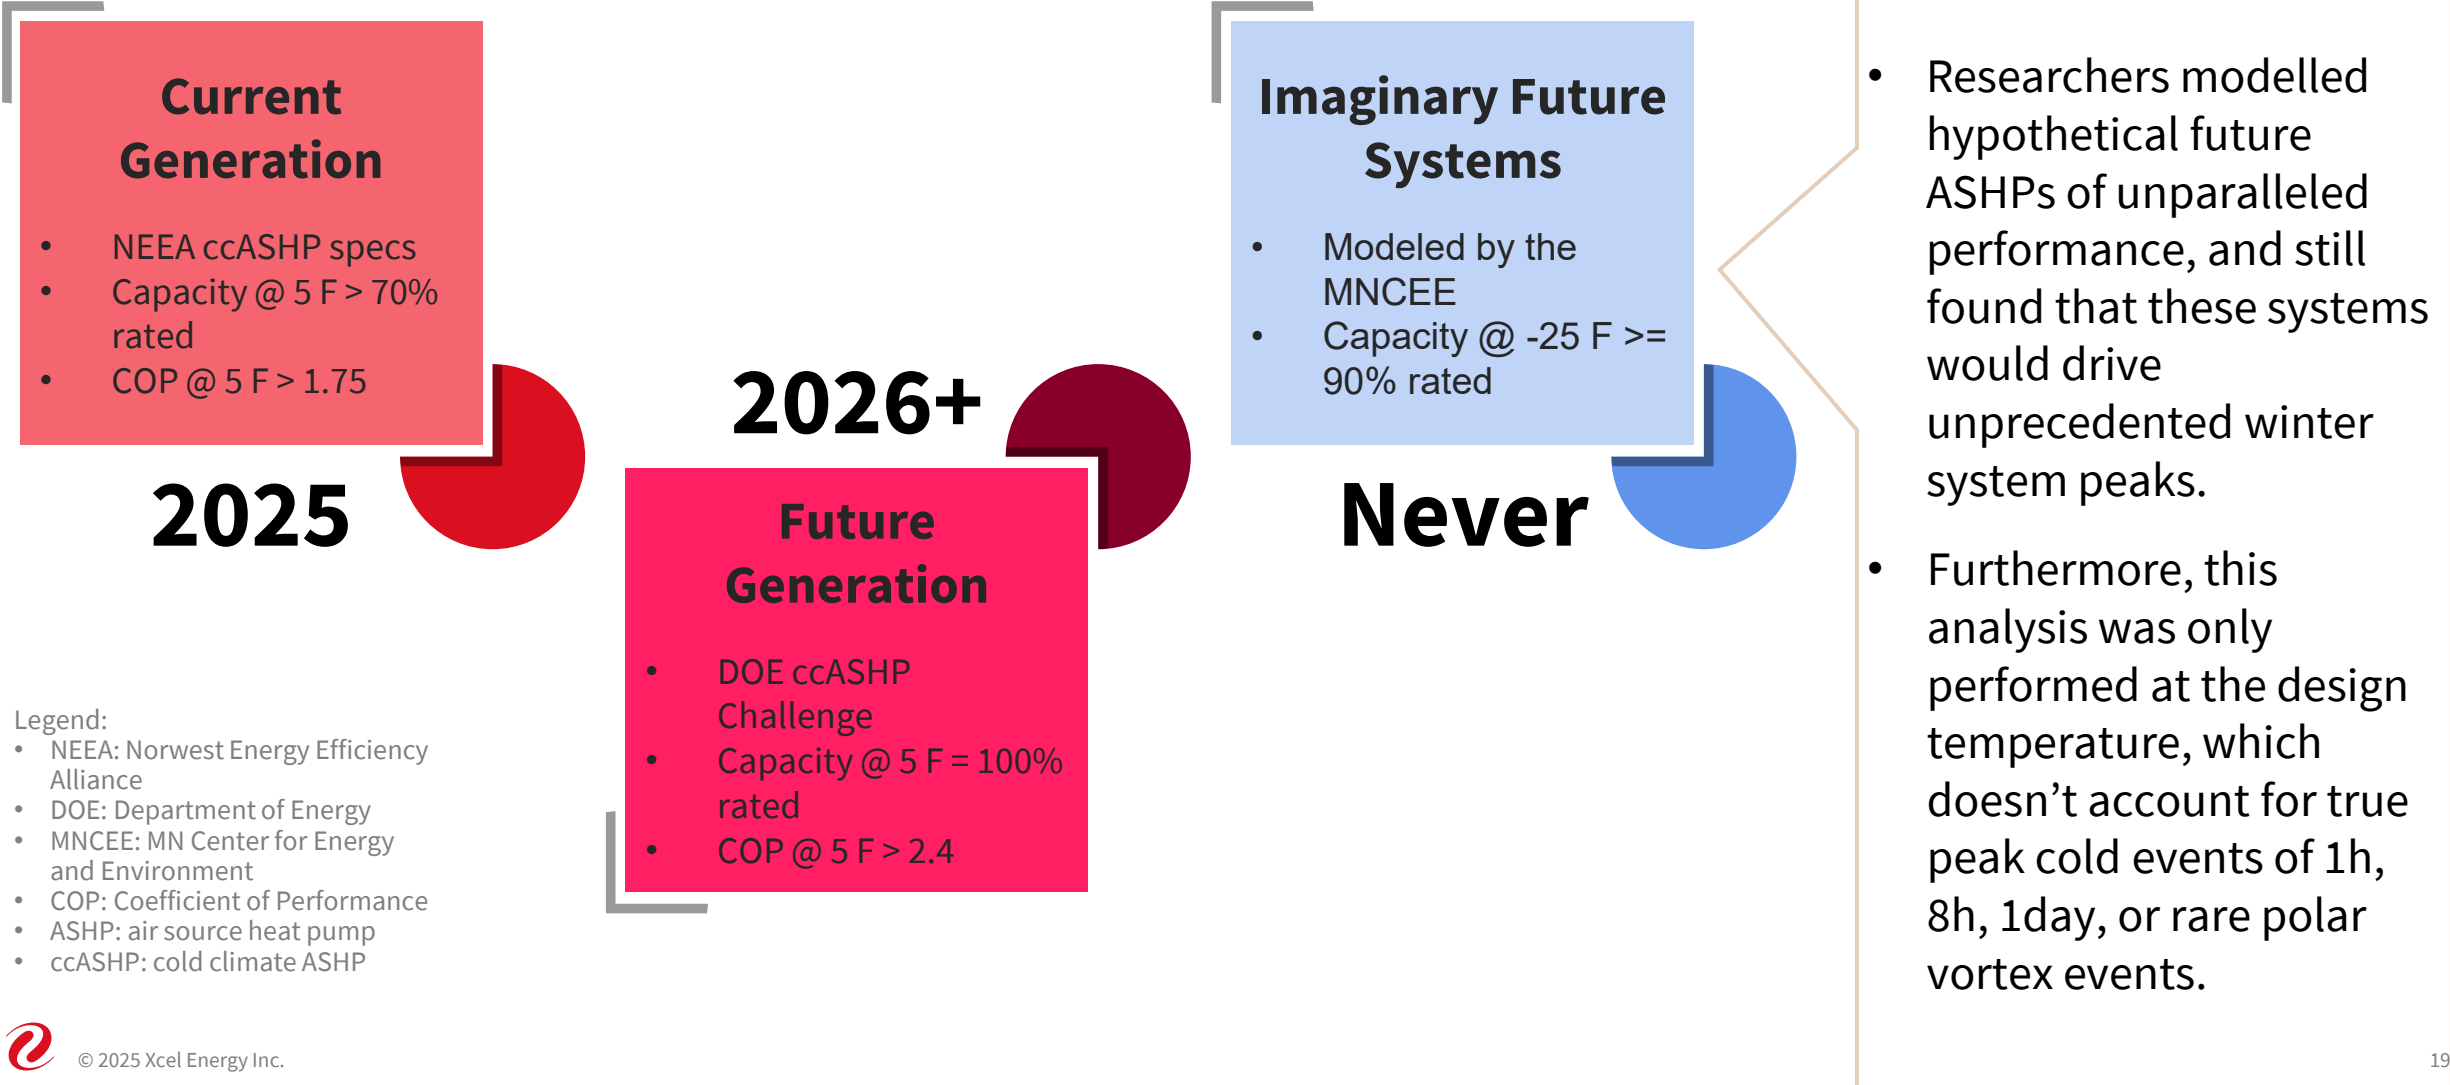 Current
Generation
• NEEA ccASHP specs
• Capacity @ 5 F > 70%
rated
• COP @ 5 F > 1.75
2025
2026+
Future
Generation
• DOE ccASHP
Challenge
• Capacity @ 5 F = 100%
rated
• COP @ 5 F > 2.4
Imaginary Future
Systems
• Modeled by the
MNCEE
• Capacity @ -25 F >=
90% rated
Never
• Researchers modelled
hypothetical future
ASHPs of unparalleled
performance, and still
found that these systems
would drive
unprecedented winter
system peaks.
• Furthermore, this
analysis was only
performed at the design
temperature, which
doesn’t account for true
peak cold events of 1h,
8h, 1day, or rare polar
vortex events.
Legend:
• NEEA: Norwest Energy Efficiency
Alliance
• DOE: Department of Energy
• MNCEE: MN Center for Energy
and Environment
• COP: Coefficient of Performance
• ASHP: air source heat pump
• ccASHP: cold climate ASHP
© 2025 Xcel Energy Inc.
19